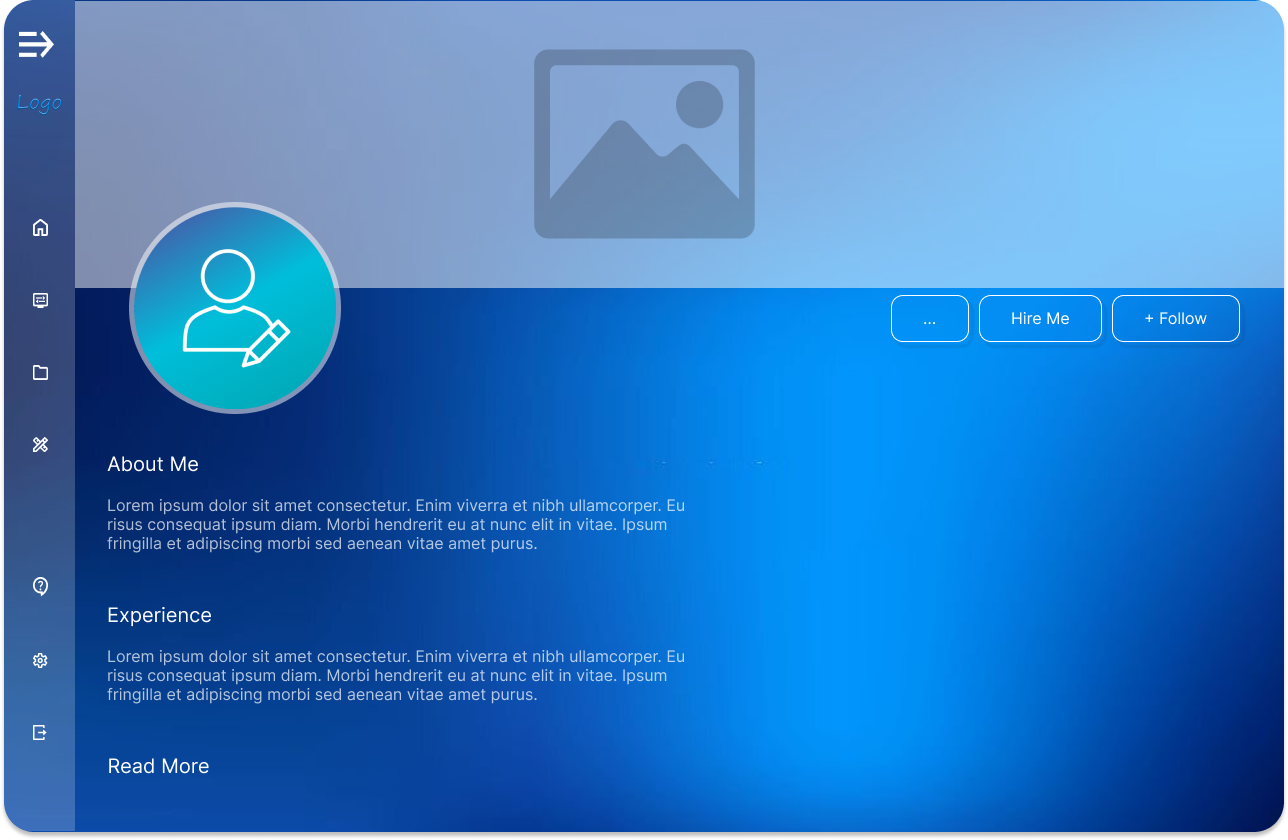 Logo
...
Hire Me
+ Follow
About Me
Lorem ipsum dolor sit amet consectetur. Enim viverra et nibh ullamcorper. Eu
risus consequat ipsum diam. Morbi hendrerit eu at nunc elit in vitae. Ipsum
fringilla et adipiscing morbi sed aenean vitae amet purus.
Experience
Lorem ipsum dolor sit amet consectetur. Enim viverra et nibh ullamcorper. Eu
risus consequat ipsum diam. Morbi hendrerit eu at nunc elit in vitae. Ipsum
fringilla et adipiscing morbi sed aenean vitae amet purus.
Read More